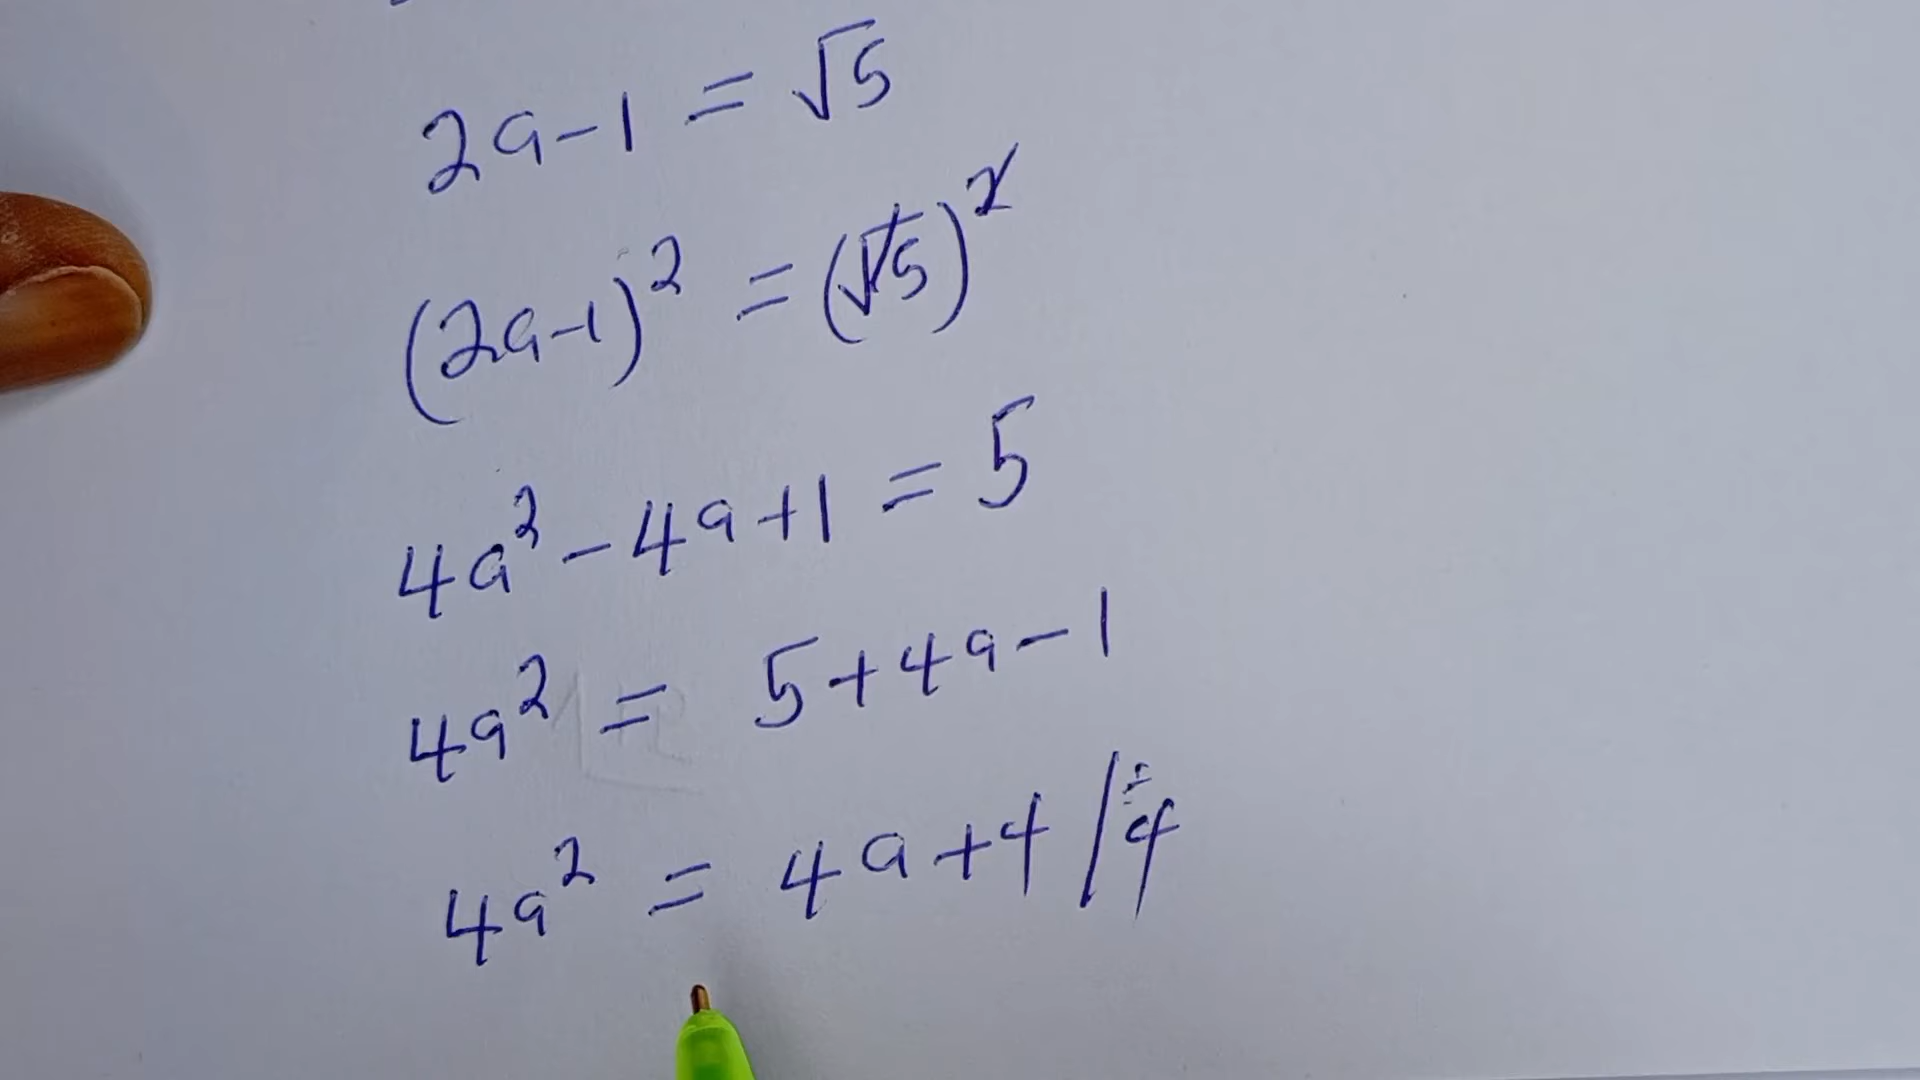 2a-1 = √5
(2a-1)² = (√5)²
4a² - 4a+1 = 5
4a² = 5+4a-1
4a² = 4a+4 /÷4